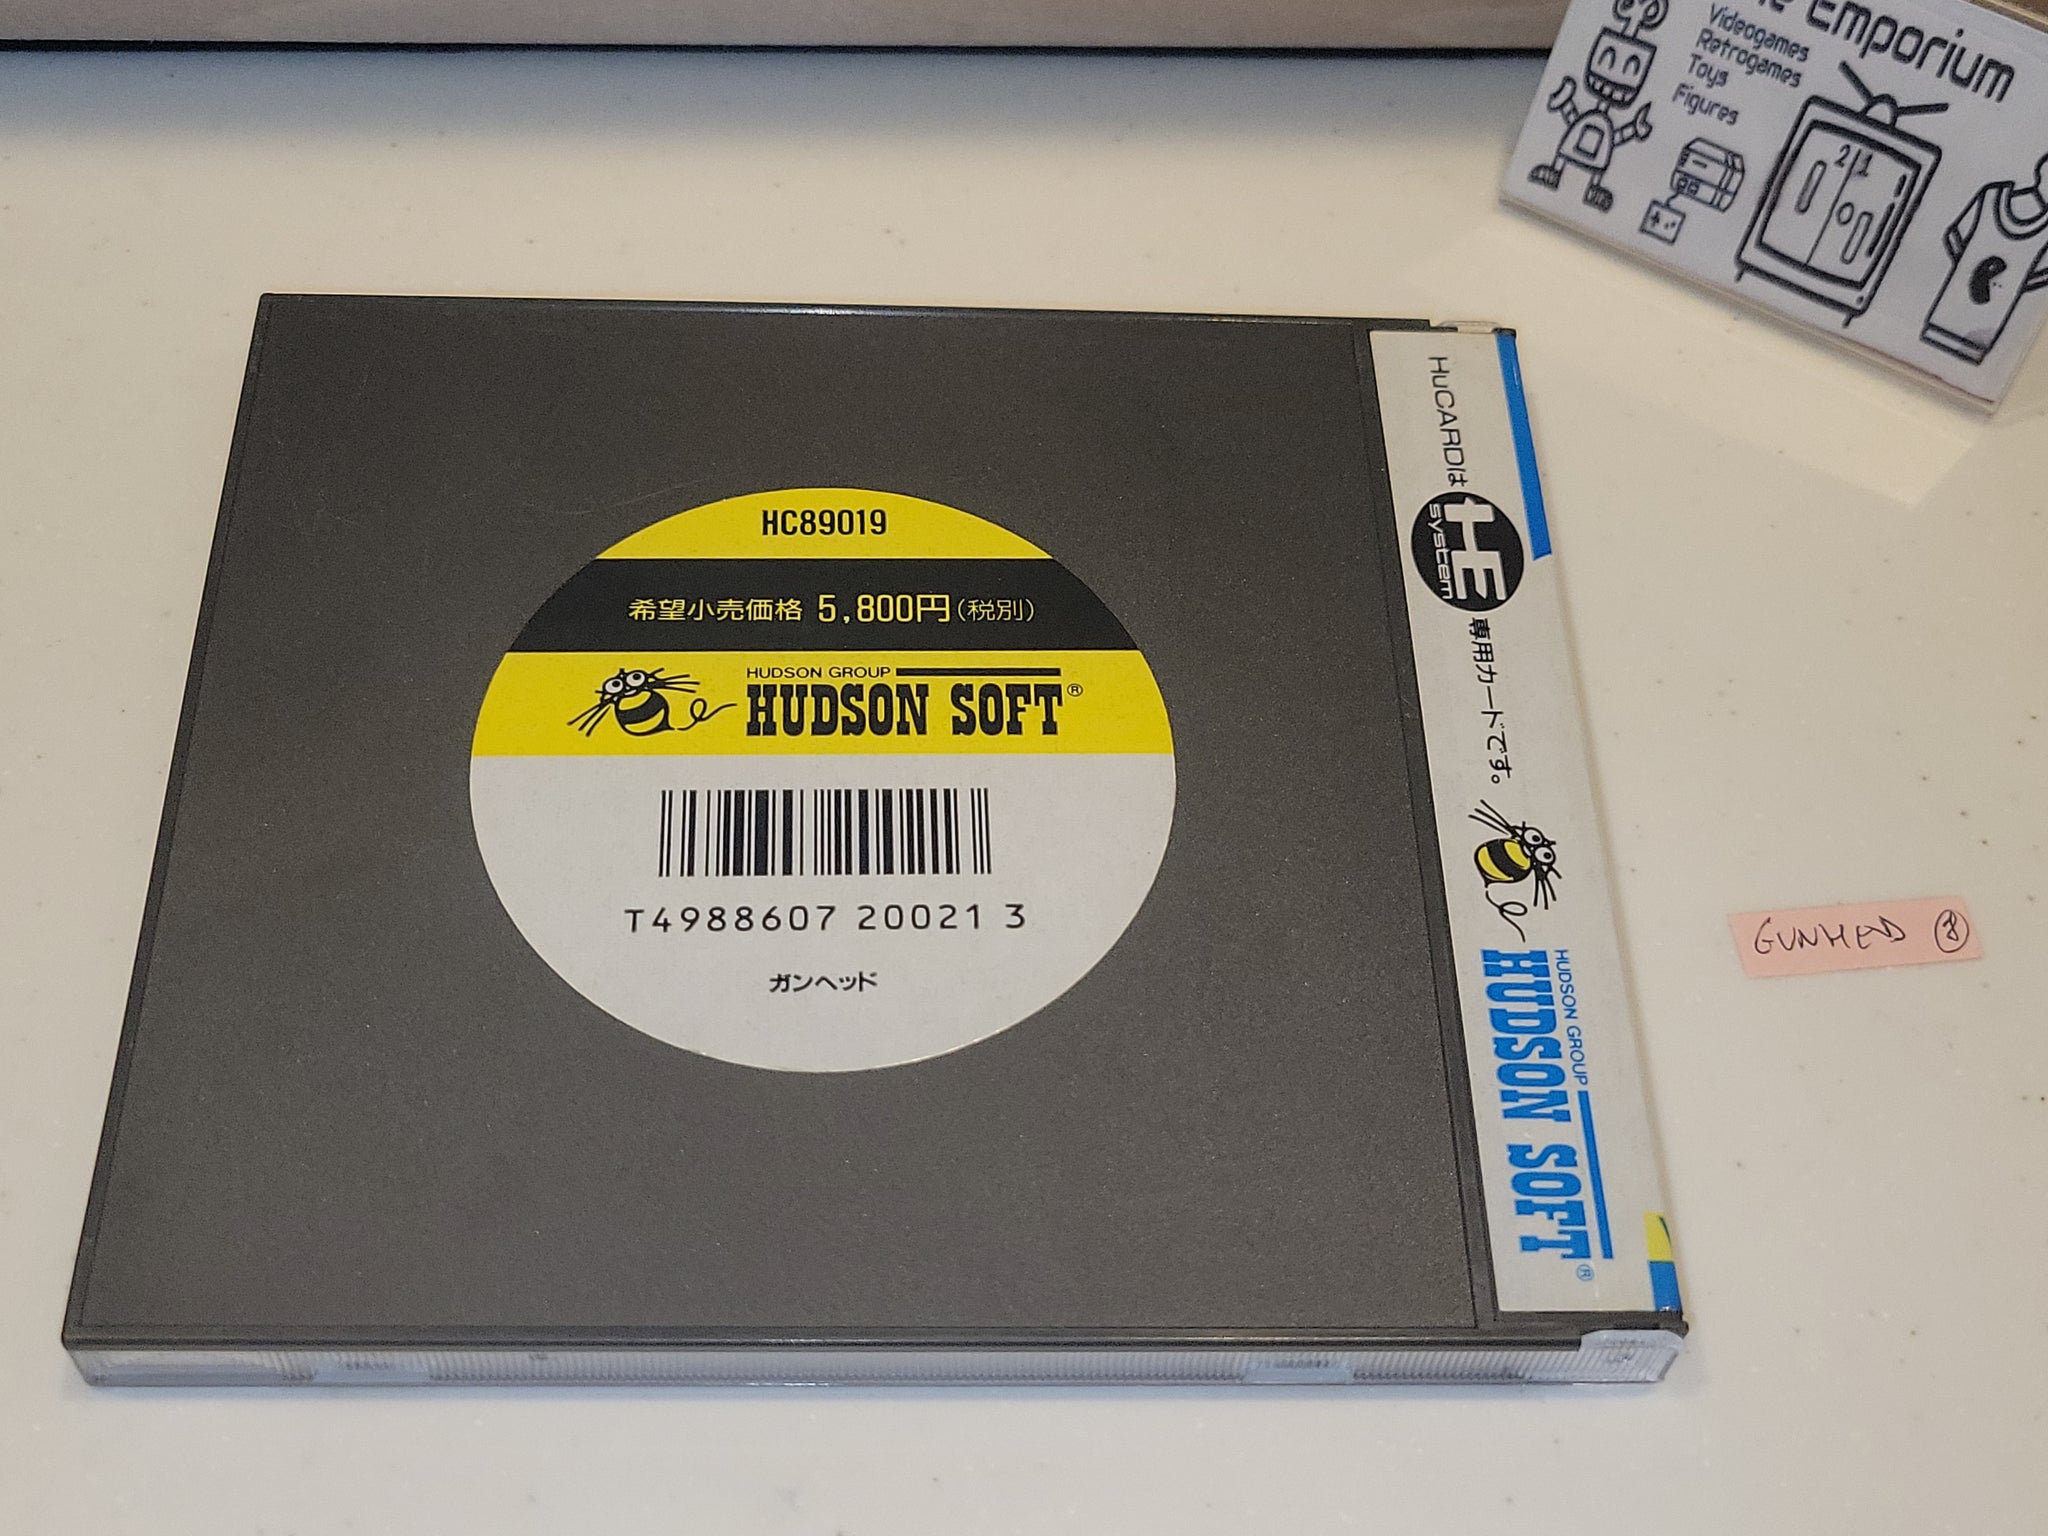 Emporium
Videogames
Retrogames
Toys
Figures
21
HC89019
希望小売価格 5,800円(税別)
HUDSON GROUP
HUDSON SOFT®
T4988607 20021 3
ガンヘッド
HuCARDは
HE
system
専用カードです。
HUDSON GROUP
HUDSON SOFT®
GUNHED